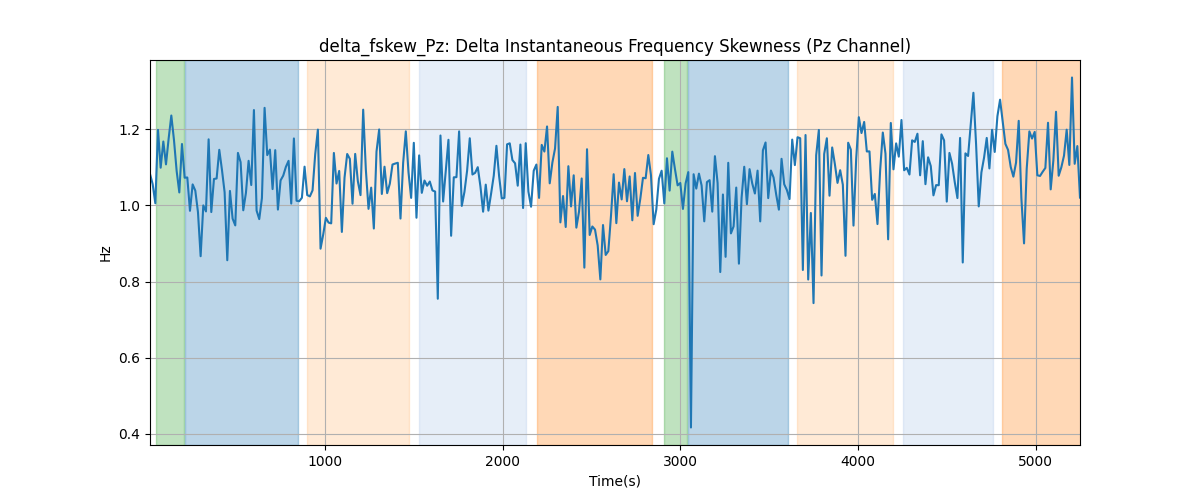 delta_fskew_Pz: Delta Instantaneous Frequency Skewness (Pz Channel)
1.2
1.0
0.8
0.6
0.4
Hz
1000 2000 3000 4000 5000
Time(s)